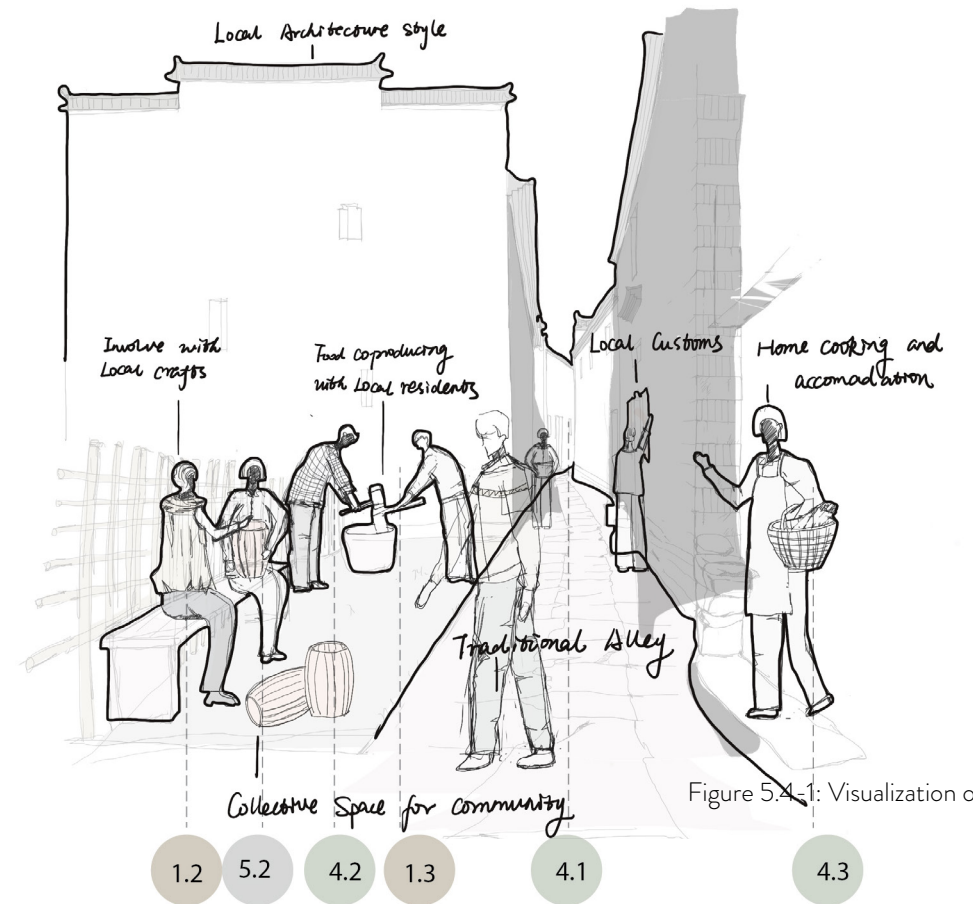 Local Architecture style
Involve with
Local crafts
Food coproducing
with Local residents
Local Customs
Home cooking and
accomadation
Traditional Alley
Collective Space for community
Figure 5.4-1: Visualization o
1.2
5.2
4.2
1.3
4.1
4.3